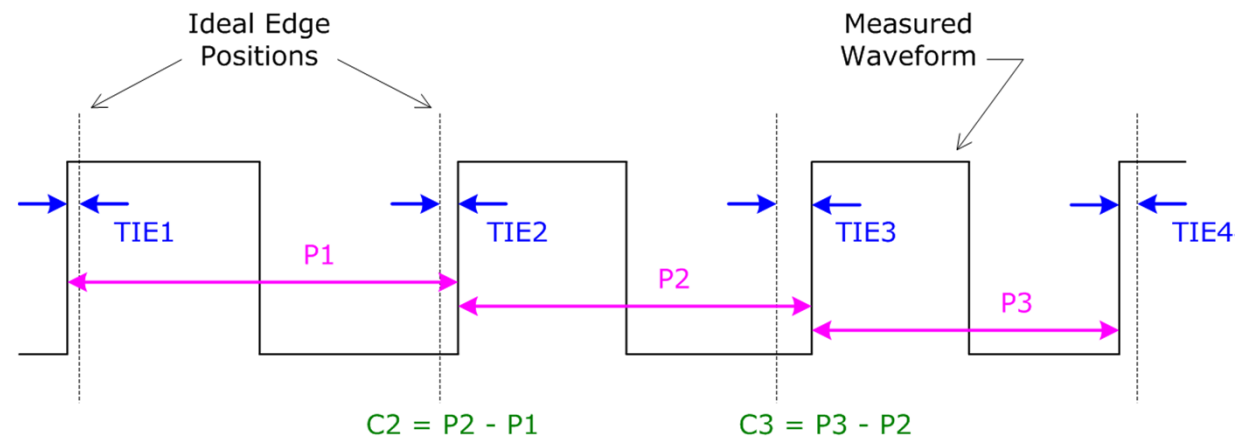 Ideal Edge
Positions
Measured
Waveform
TIE1
TIE2
TIE3
TIE4
P1
P2
P3
C2 = P2 - P1
C3 = P3 - P2